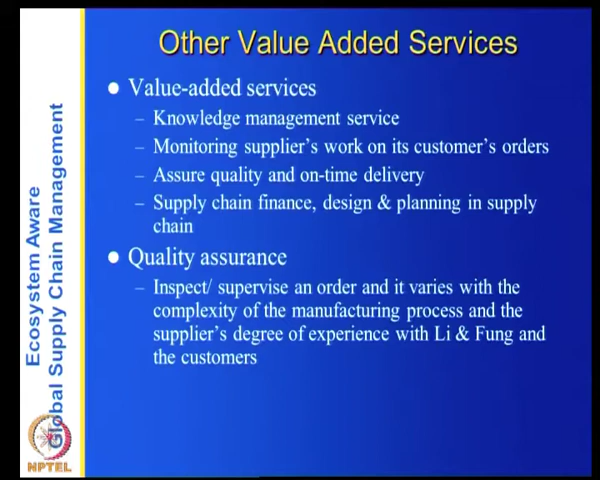 Other Value Added Services
Value-added services
– Knowledge management service
– Monitoring supplier's work on its customer's orders
– Assure quality and on-time delivery
– Supply chain finance, design & planning in supply
chain
Quality assurance
– Inspect/ supervise an order and it varies with the
complexity of the manufacturing process and the
supplier's degree of experience with Li & Fung and
the customers
Ecosystem Aware
Global Supply Chain Management
NPTEL